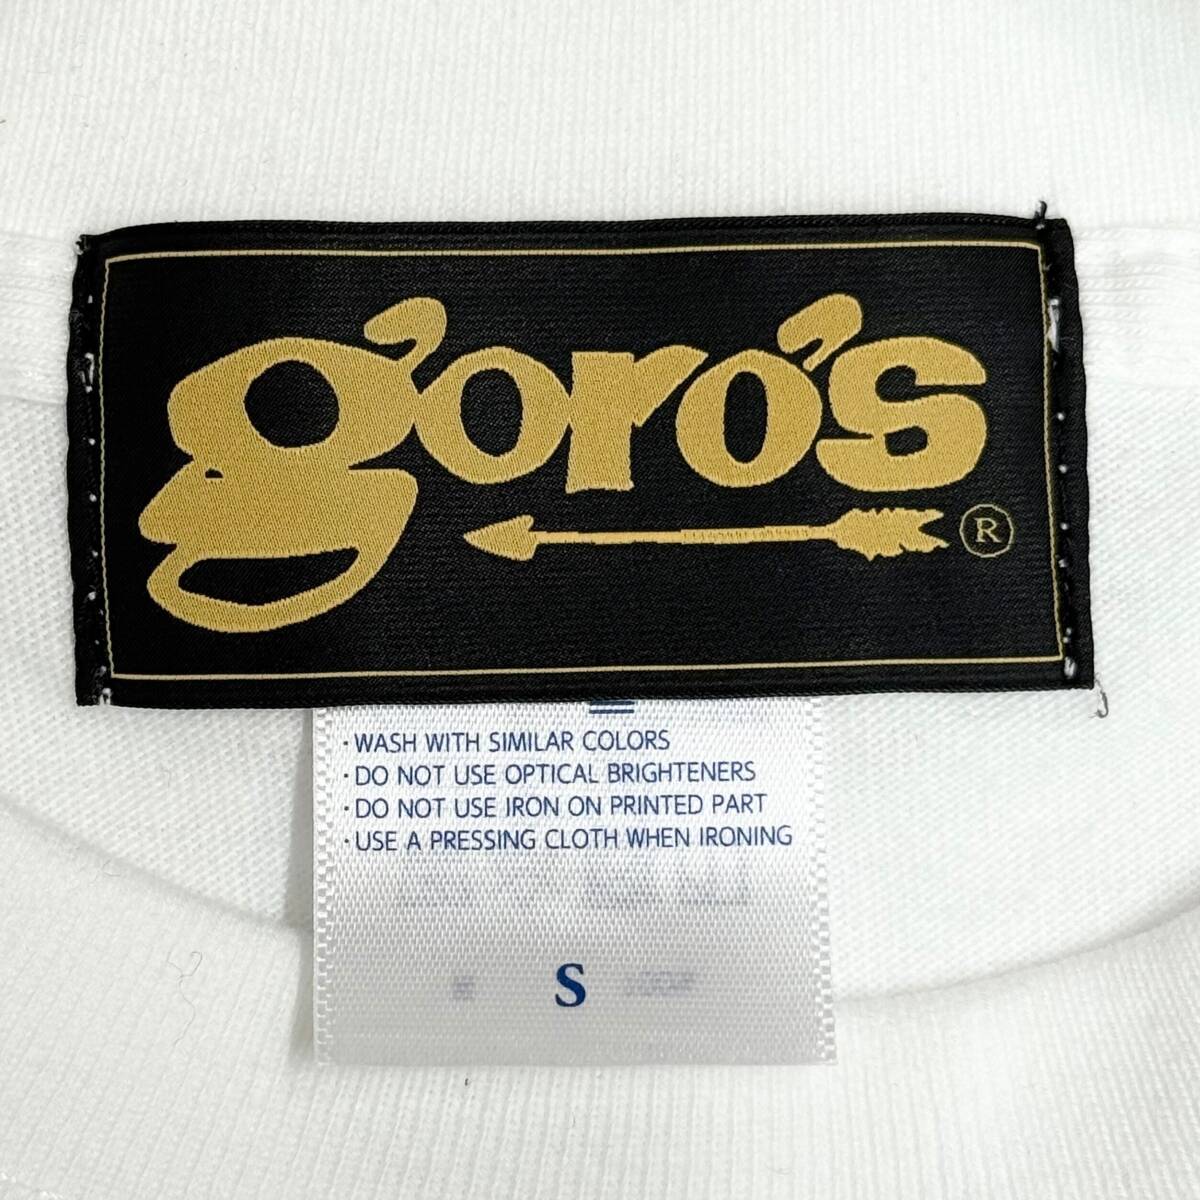 goro's
®
·WASH WITH SIMILAR COLORS
·DO NOT USE OPTICAL BRIGHTENERS
·DO NOT USE IRON ON PRINTED PART
·USE A PRESSING CLOTH WHEN IRONING
S